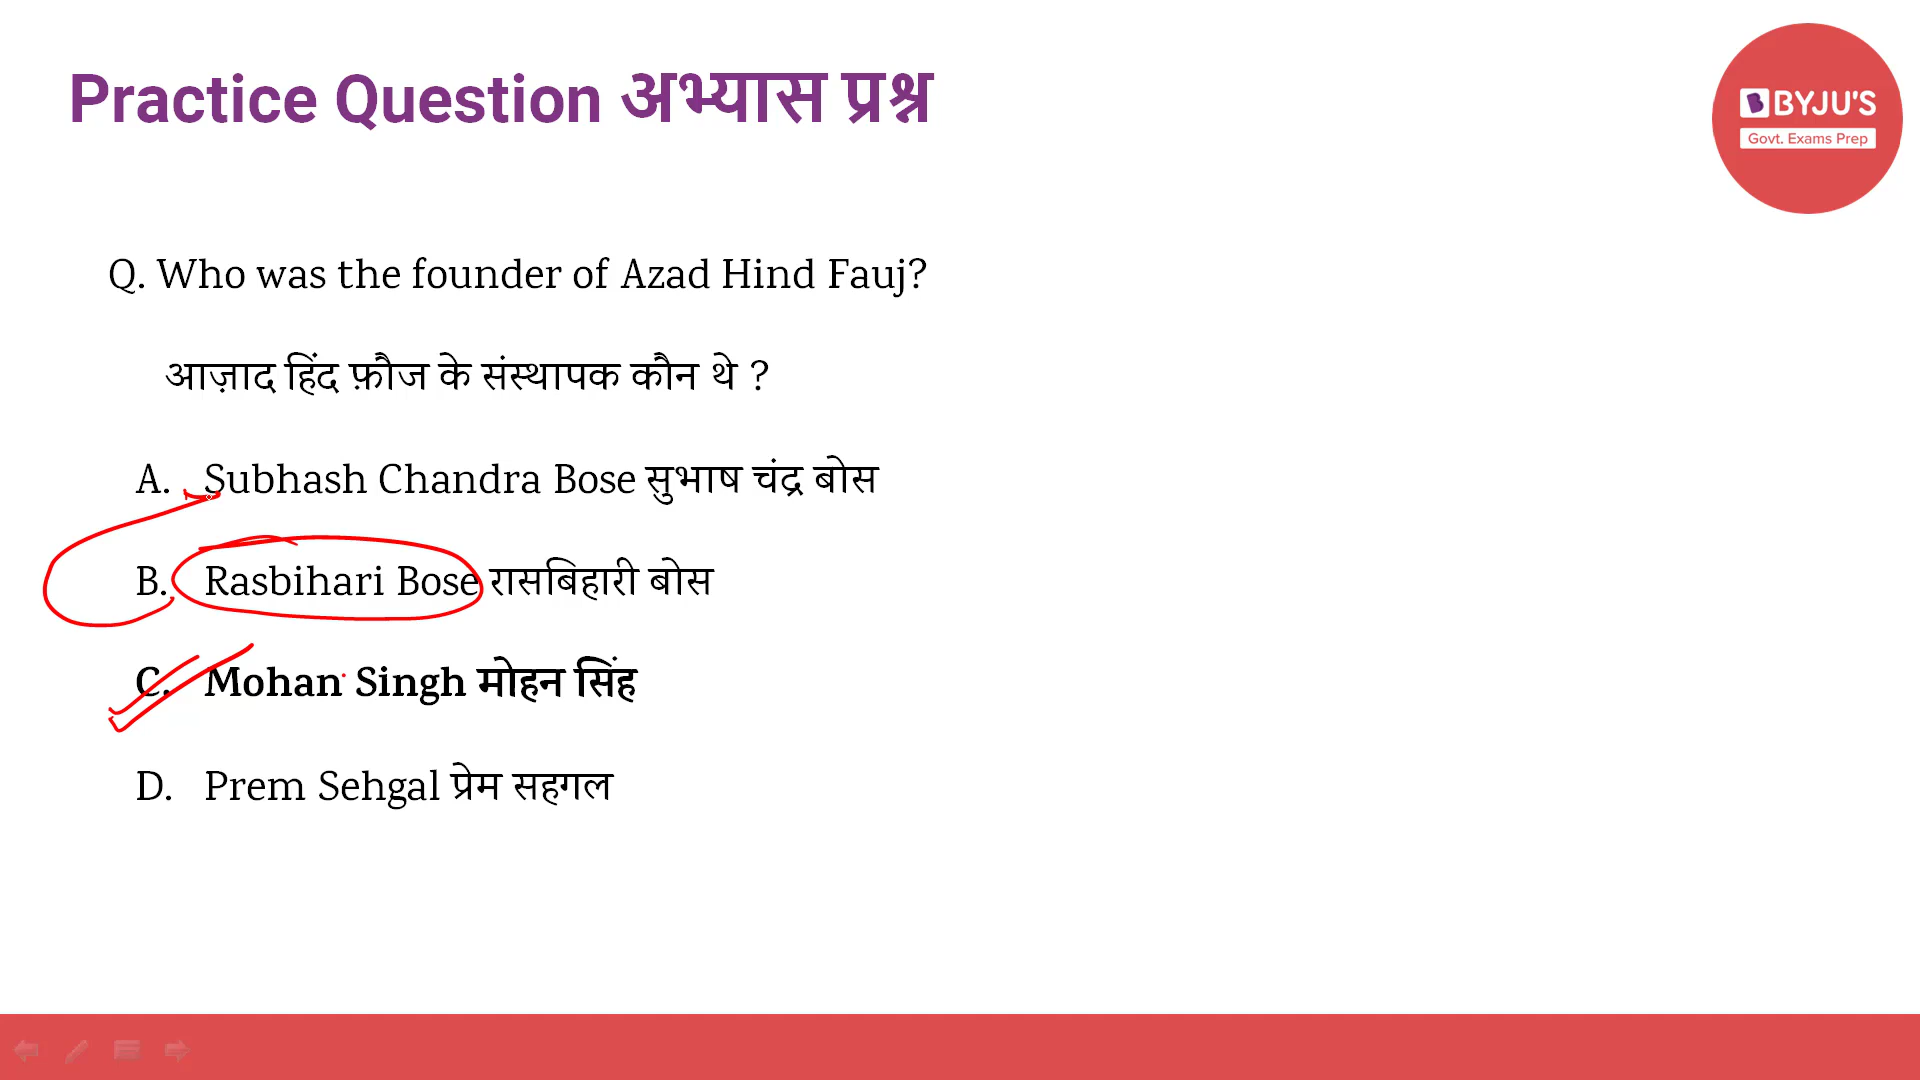 Practice Question अभ्यास प्रश्न
BYJU'S
Govt. Exams Prep
Q. Who was the founder of Azad Hind Fauj?
आज़ाद हिंद फ़ौज के संस्थापक कौन थे ?
A. Subhash Chandra Bose सुभाष चंद्र बोस
B. Rasbihari Bose रासबिहारी बोस
C. Mohan Singh मोहन सिंह
D. Prem Sehgal प्रेम सहगल